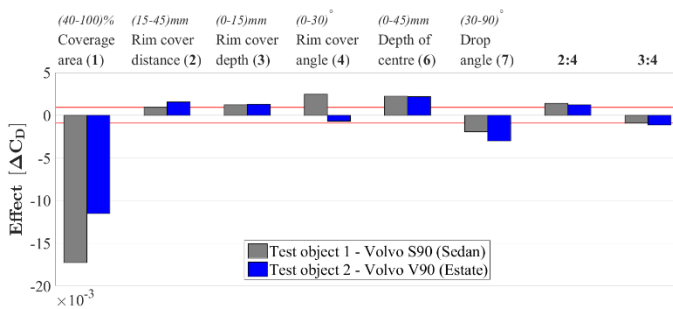 (40-100)% (15-45)mm (0-15)mm (0-30)° (0-45)mm (30-90)°
Coverage Rim cover Rim cover Rim cover Depth of Drop
area (1) distance (2) depth (3) angle (4) centre (6) angle (7) 2:4 3:4
5
0
-5
-10
-15
-20
×10⁻³
Effect [ΔC_D]
Test object 1 - Volvo S90 (Sedan)
Test object 2 - Volvo V90 (Estate)